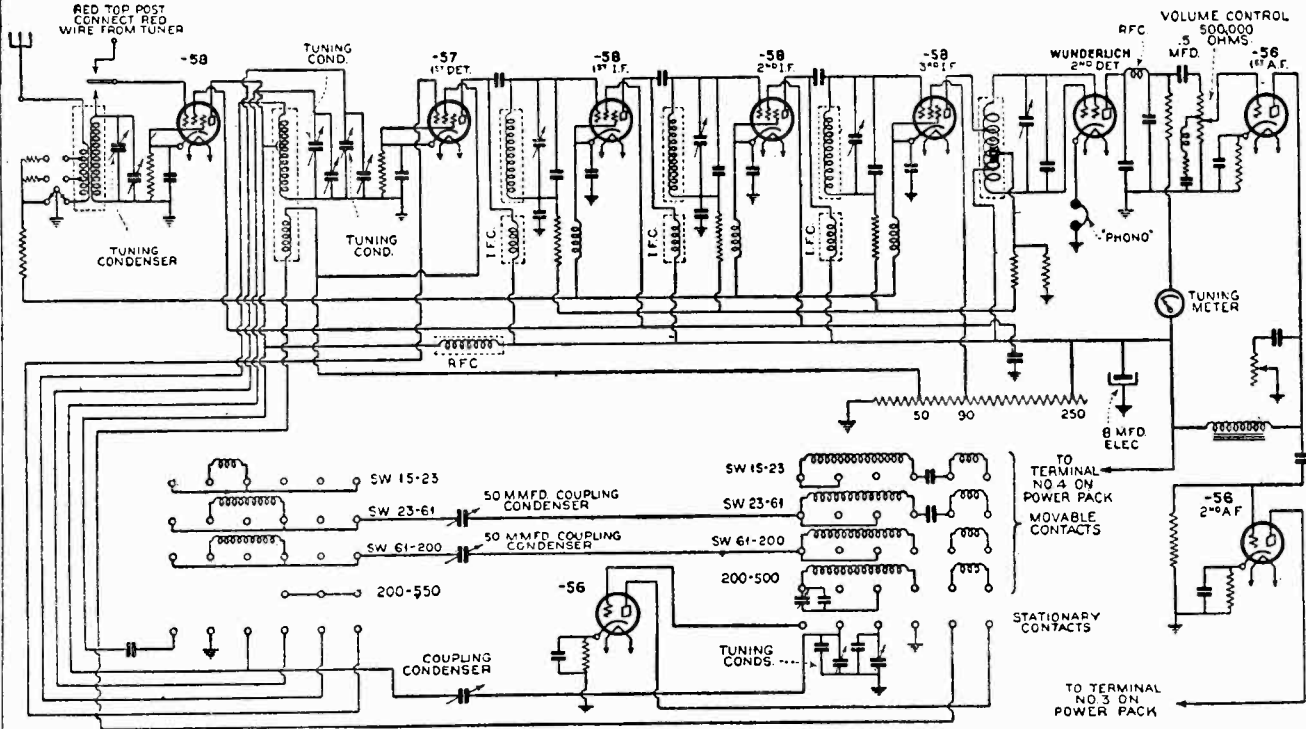 RED TOP POST
CONNECT RED
WIRE FROM TUNER
-58
TUNING
COND.
-57
1ST DET.
-58
1ST I.F.
-58
2ND I.F.
-58
3RD I.F.
WUNDERLICH
2ND DET
RFC.
VOLUME CONTROL
500,000
OHMS
.5
MFD.
-56
1ST A.F.
TUNING
CONDENSER
TUNING
COND.
I.F.C.
I.F.C.
I.F.C.
"PHONO"
TUNING
METER
RFC
50
90
250
8 MFD.
ELEC
SW 15-23
SW 23-61
50 MMFD. COUPLING
CONDENSER
SW 61-200
50 MMFD. COUPLING
CONDENSER
200-550
SW 15-23
SW 23-61
SW 61-200
200-500
MOVABLE
CONTACTS
STATIONARY
CONTACTS
TO
TERMINAL
NO.4 ON
POWER PACK
-56
2ND A.F
-56
COUPLING
CONDENSER
TUNING
CONDS.
TO TERMINAL
NO.3 ON
POWER PACK